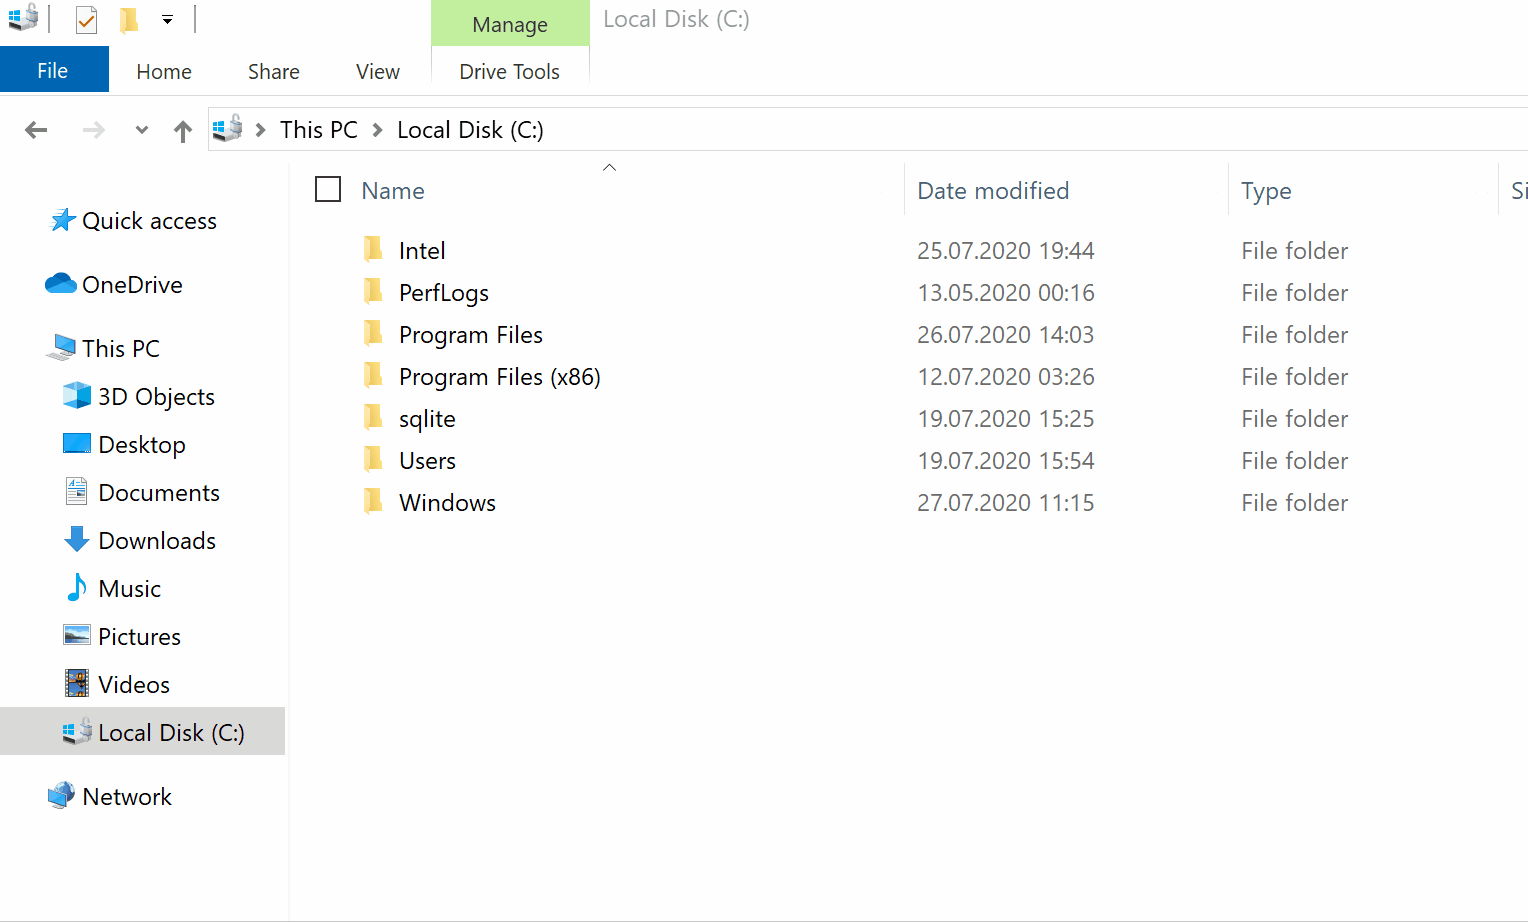 Manage
Local Disk (C:)
File
Home
Share
View
Drive Tools
This PC
Local Disk (C:)
Name
Date modified
Type
Si
Quick access
OneDrive
This PC
3D Objects
Desktop
Documents
Downloads
Music
Pictures
Videos
Local Disk (C:)
Network
Intel 25.07.2020 19:44 File folder
PerfLogs 13.05.2020 00:16 File folder
Program Files 26.07.2020 14:03 File folder
Program Files (x86) 12.07.2020 03:26 File folder
sqlite 19.07.2020 15:25 File folder
Users 19.07.2020 15:54 File folder
Windows 27.07.2020 11:15 File folder